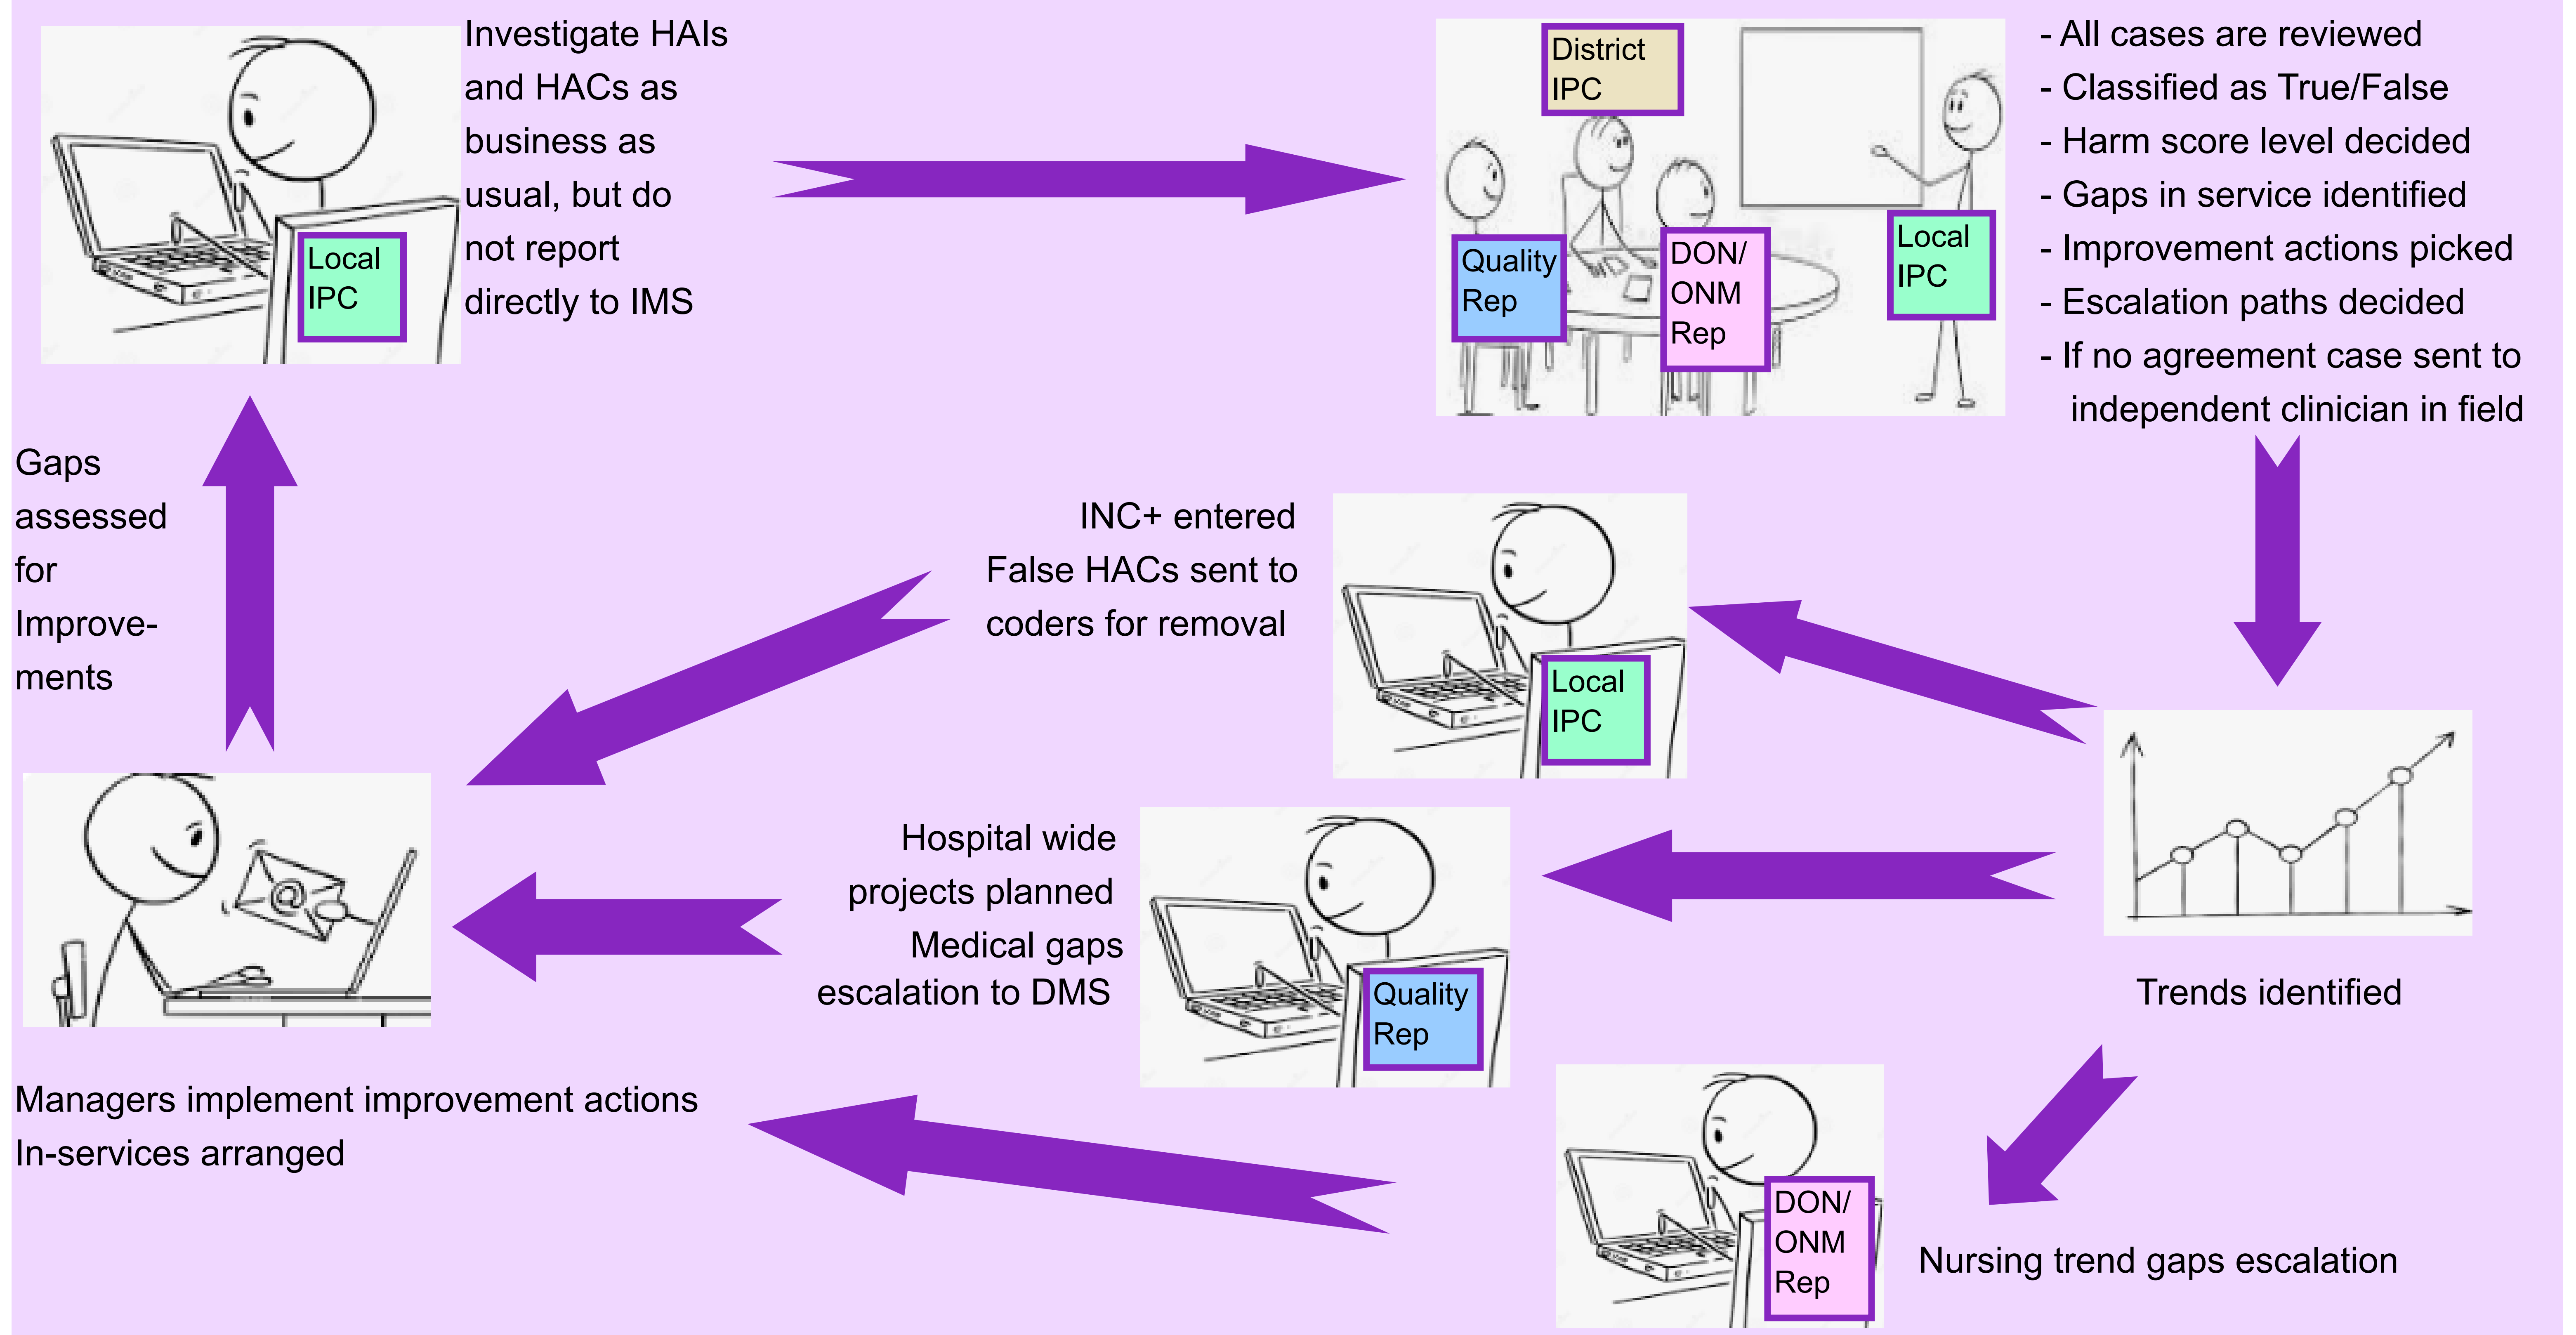 Investigate HAIs
and HACs as
business as
usual, but do
not report
directly to IMS
Local
IPC
District
IPC
Quality
Rep
DON/
ONM
Rep
Local
IPC
- All cases are reviewed
- Classified as True/False
- Harm score level decided
- Gaps in service identified
- Improvement actions picked
- Escalation paths decided
- If no agreement case sent to
independent clinician in field
Trends identified
INC+ entered
False HACs sent to
coders for removal
Local
IPC
Hospital wide
projects planned
Medical gaps
escalation to DMS
Quality
Rep
DON/
ONM
Rep
Nursing trend gaps escalation
@
Managers implement improvement actions
In-services arranged
Gaps
assessed
for
Improve-
ments